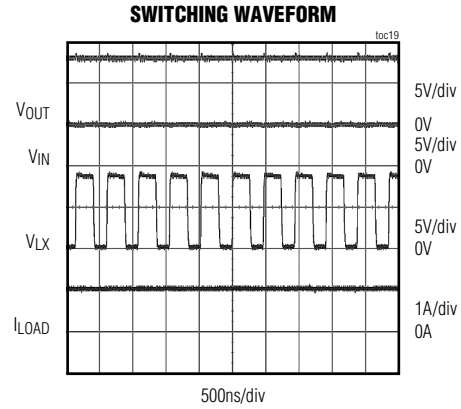 SWITCHING WAVEFORM
toc19
5V/div
VOUT
0V
5V/div
VIN
0V
5V/div
VLX
0V
1A/div
ILOAD
0A
500ns/div